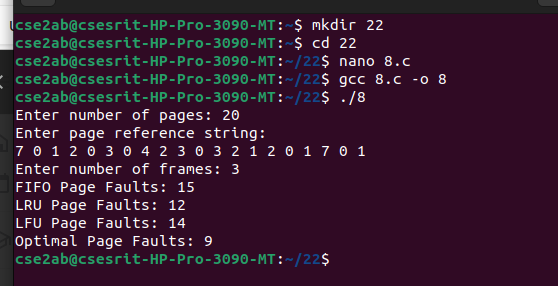 cse2ab@csesrit-HP-Pro-3090-MT:~$ mkdir 22
cse2ab@csesrit-HP-Pro-3090-MT:~$ cd 22
cse2ab@csesrit-HP-Pro-3090-MT:~/22$ nano 8.c
cse2ab@csesrit-HP-Pro-3090-MT:~/22$ gcc 8.c -o 8
cse2ab@csesrit-HP-Pro-3090-MT:~/22$ ./8
Enter number of pages: 20
Enter page reference string:
7 0 1 2 0 3 0 4 2 3 0 3 2 1 2 0 1 7 0 1
Enter number of frames: 3
FIFO Page Faults: 15
LRU Page Faults: 12
LFU Page Faults: 14
Optimal Page Faults: 9
cse2ab@csesrit-HP-Pro-3090-MT:~/22$